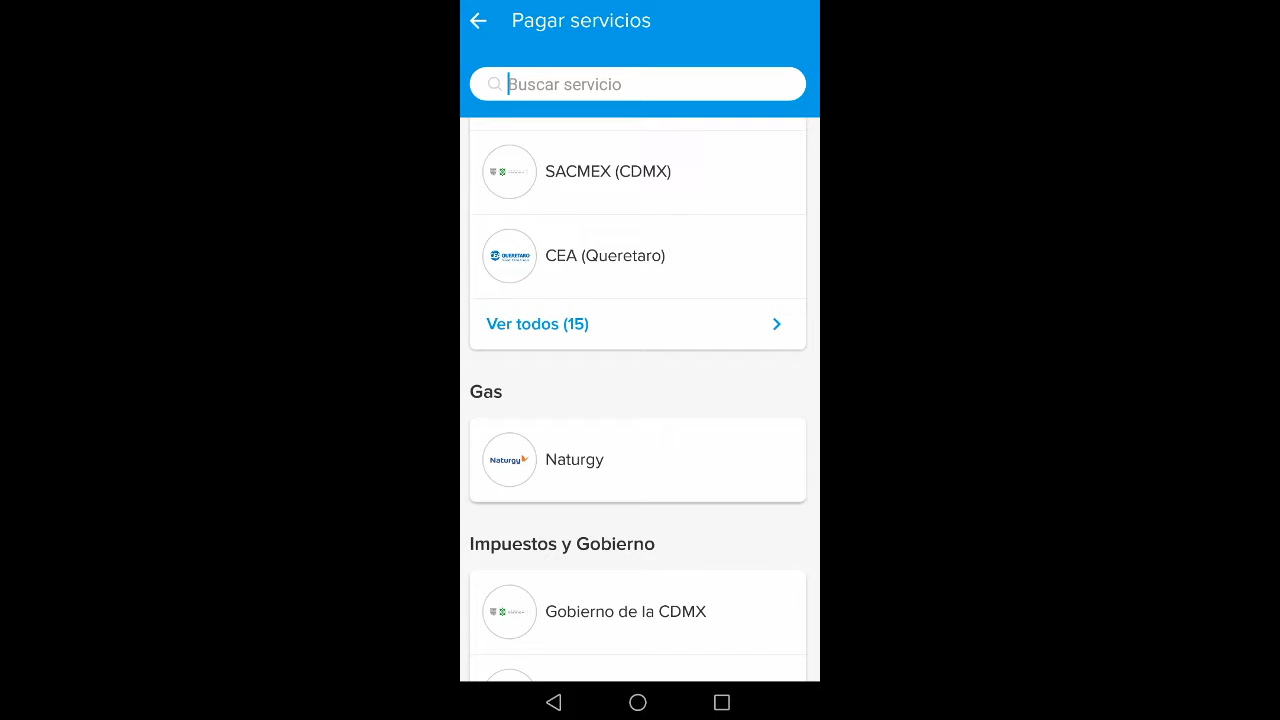 Pagar servicios
Buscar servicio
SACMEX (CDMX)
QUERETARO
CEA (Queretaro)
Ver todos (15)
Gas
Naturgy
Naturgy
Impuestos y Gobierno
Gobierno de la CDMX